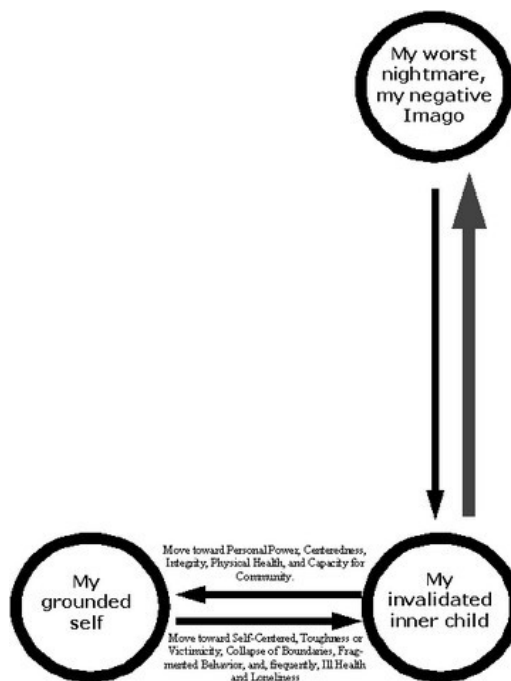 My worst
nightmare,
my negative
Imago
Move toward Personal Power, Centeredness,
Integrity, Physical Health, and Capacity for
Community.
My
grounded
self
My
invalidated
inner child
Move toward Self-Centered, Toughness or
Victimicity, Collapse of Boundaries, Frag-
mented Behavior, and, frequently, Ill Health
and Loneliness